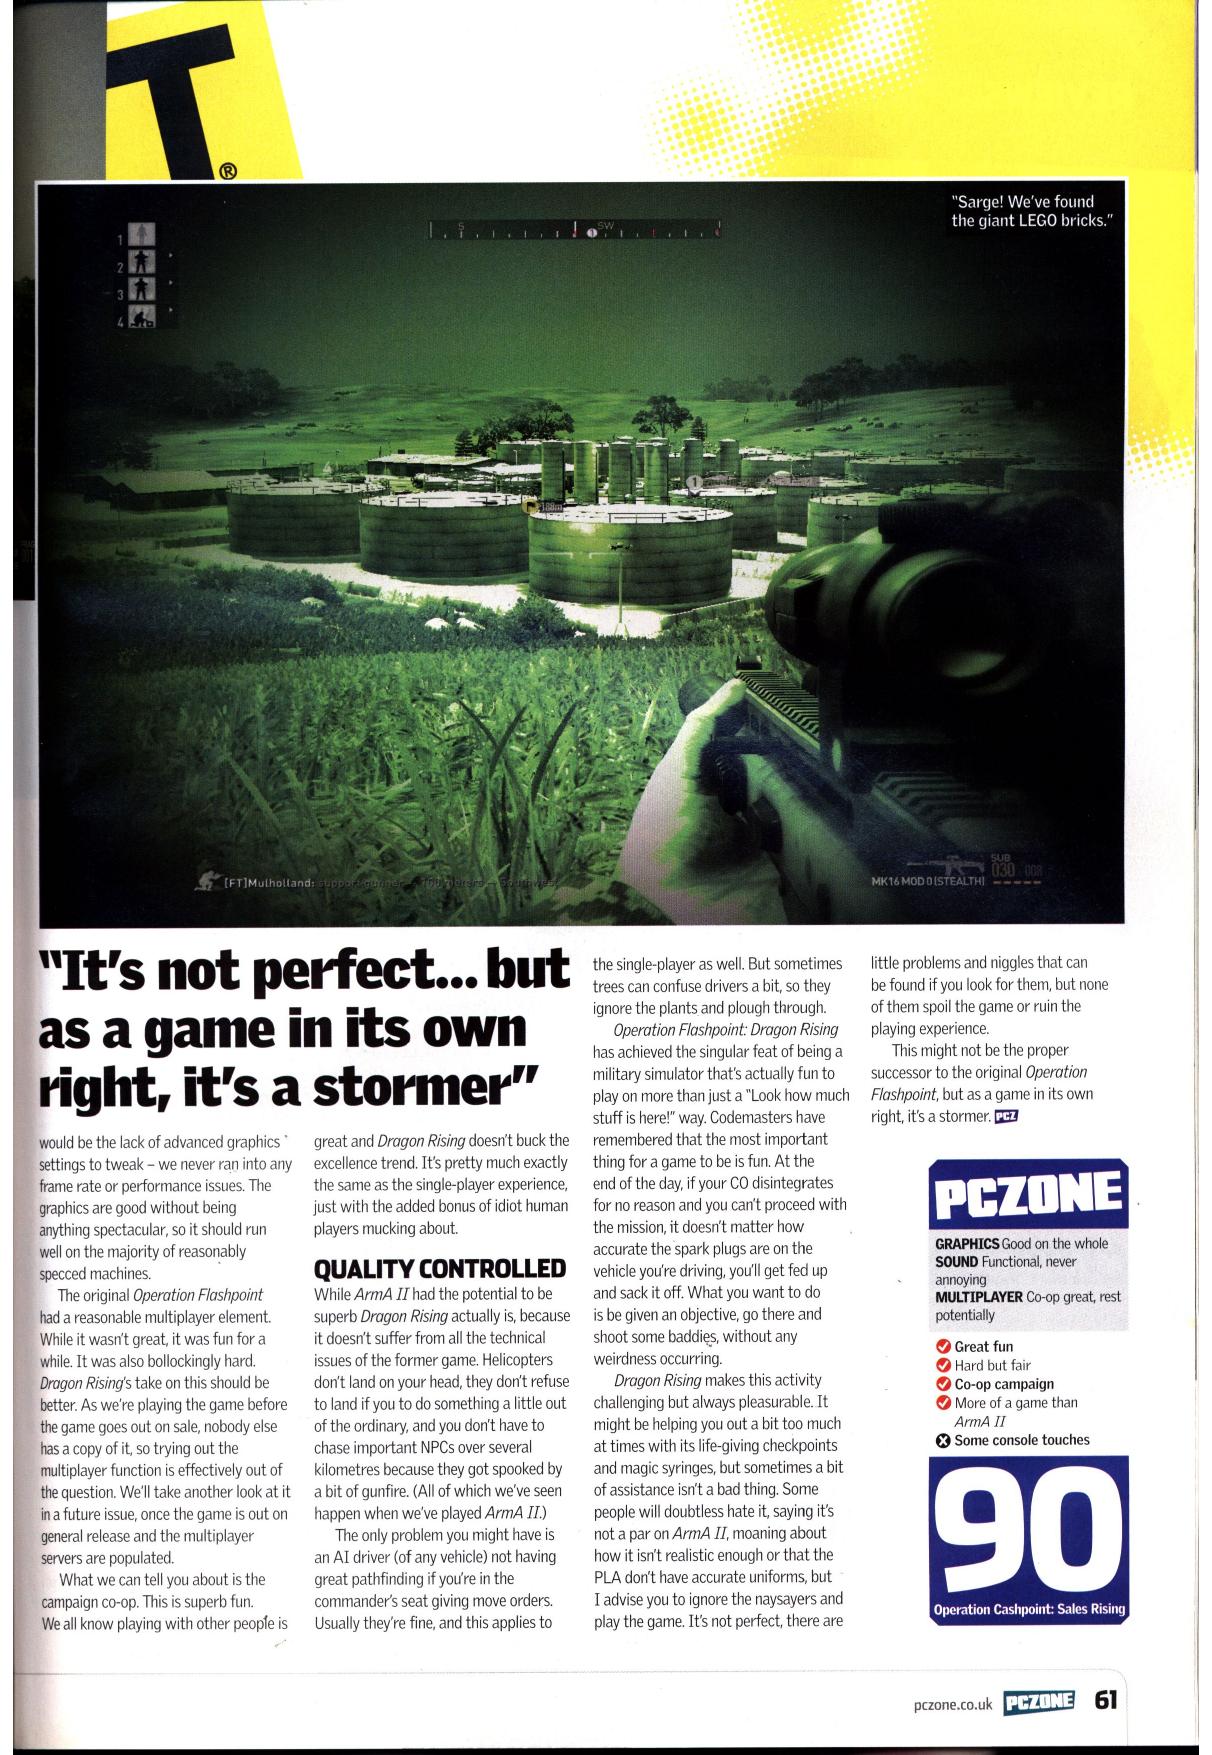 T®
"Sarge! We've found
the giant LEGO bricks."
S
SW
1
1
2
3
4
1
188m
[FT]Mulholland: support gunner
MK16 MOD 0 (STEALTH)
SUB
030
"It's not perfect... but
as a game in its own
right, it's a stormer"
would be the lack of advanced graphics
settings to tweak – we never ran into any
frame rate or performance issues. The
graphics are good without being
anything spectacular, so it should run
well on the majority of reasonably
specced machines.
The original Operation Flashpoint
had a reasonable multiplayer element.
While it wasn't great, it was fun for a
while. It was also bollockingly hard.
Dragon Rising's take on this should be
better. As we're playing the game before
the game goes out on sale, nobody else
has a copy of it, so trying out the
multiplayer function is effectively out of
the question. We'll take another look at it
in a future issue, once the game is out on
general release and the multiplayer
servers are populated.
What we can tell you about is the
campaign co-op. This is superb fun.
We all know playing with other people is
great and Dragon Rising doesn't buck the
excellence trend. It's pretty much exactly
the same as the single-player experience,
just with the added bonus of idiot human
players mucking about.
QUALITY CONTROLLED
While ArmA II had the potential to be
superb Dragon Rising actually is, because
it doesn't suffer from all the technical
issues of the former game. Helicopters
don't land on your head, they don't refuse
to land if you to do something a little out
of the ordinary, and you don't have to
chase important NPCs over several
kilometres because they got spooked by
a bit of gunfire. (All of which we've seen
happen when we've played ArmA II.)
The only problem you might have is
an AI driver (of any vehicle) not having
great pathfinding if you're in the
commander's seat giving move orders.
Usually they're fine, and this applies to
the single-player as well. But sometimes
trees can confuse drivers a bit, so they
ignore the plants and plough through.
Operation Flashpoint: Dragon Rising
has achieved the singular feat of being a
military simulator that's actually fun to
play on more than just a "Look how much
stuff is here!" way. Codemasters have
remembered that the most important
thing for a game to be is fun. At the
end of the day, if your CO disintegrates
for no reason and you can't proceed with
the mission, it doesn't matter how
accurate the spark plugs are on the
vehicle you're driving, you'll get fed up
and sack it off. What you want to do
is be given an objective, go there and
shoot some baddies, without any
weirdness occurring.
Dragon Rising makes this activity
challenging but always pleasurable. It
might be helping you out a bit too much
at times with its life-giving checkpoints
and magic syringes, but sometimes a bit
of assistance isn't a bad thing. Some
people will doubtless hate it, saying it's
not a par on ArmA II, moaning about
how it isn't realistic enough or that the
PLA don't have accurate uniforms, but
I advise you to ignore the naysayers and
play the game. It's not perfect, there are
little problems and niggles that can
be found if you look for them, but none
of them spoil the game or ruin the
playing experience.
This might not be the proper
successor to the original Operation
Flashpoint, but as a game in its own
right, it's a stormer. PCZ
PCZONE
GRAPHICS Good on the whole
SOUND Functional, never
annoying
MULTIPLAYER Co-op great, rest
potentially
Great fun
Hard but fair
Co-op campaign
More of a game than
ArmA II
Some console touches
90
Operation Cashpoint: Sales Rising
pczone.co.uk PCZONE 61